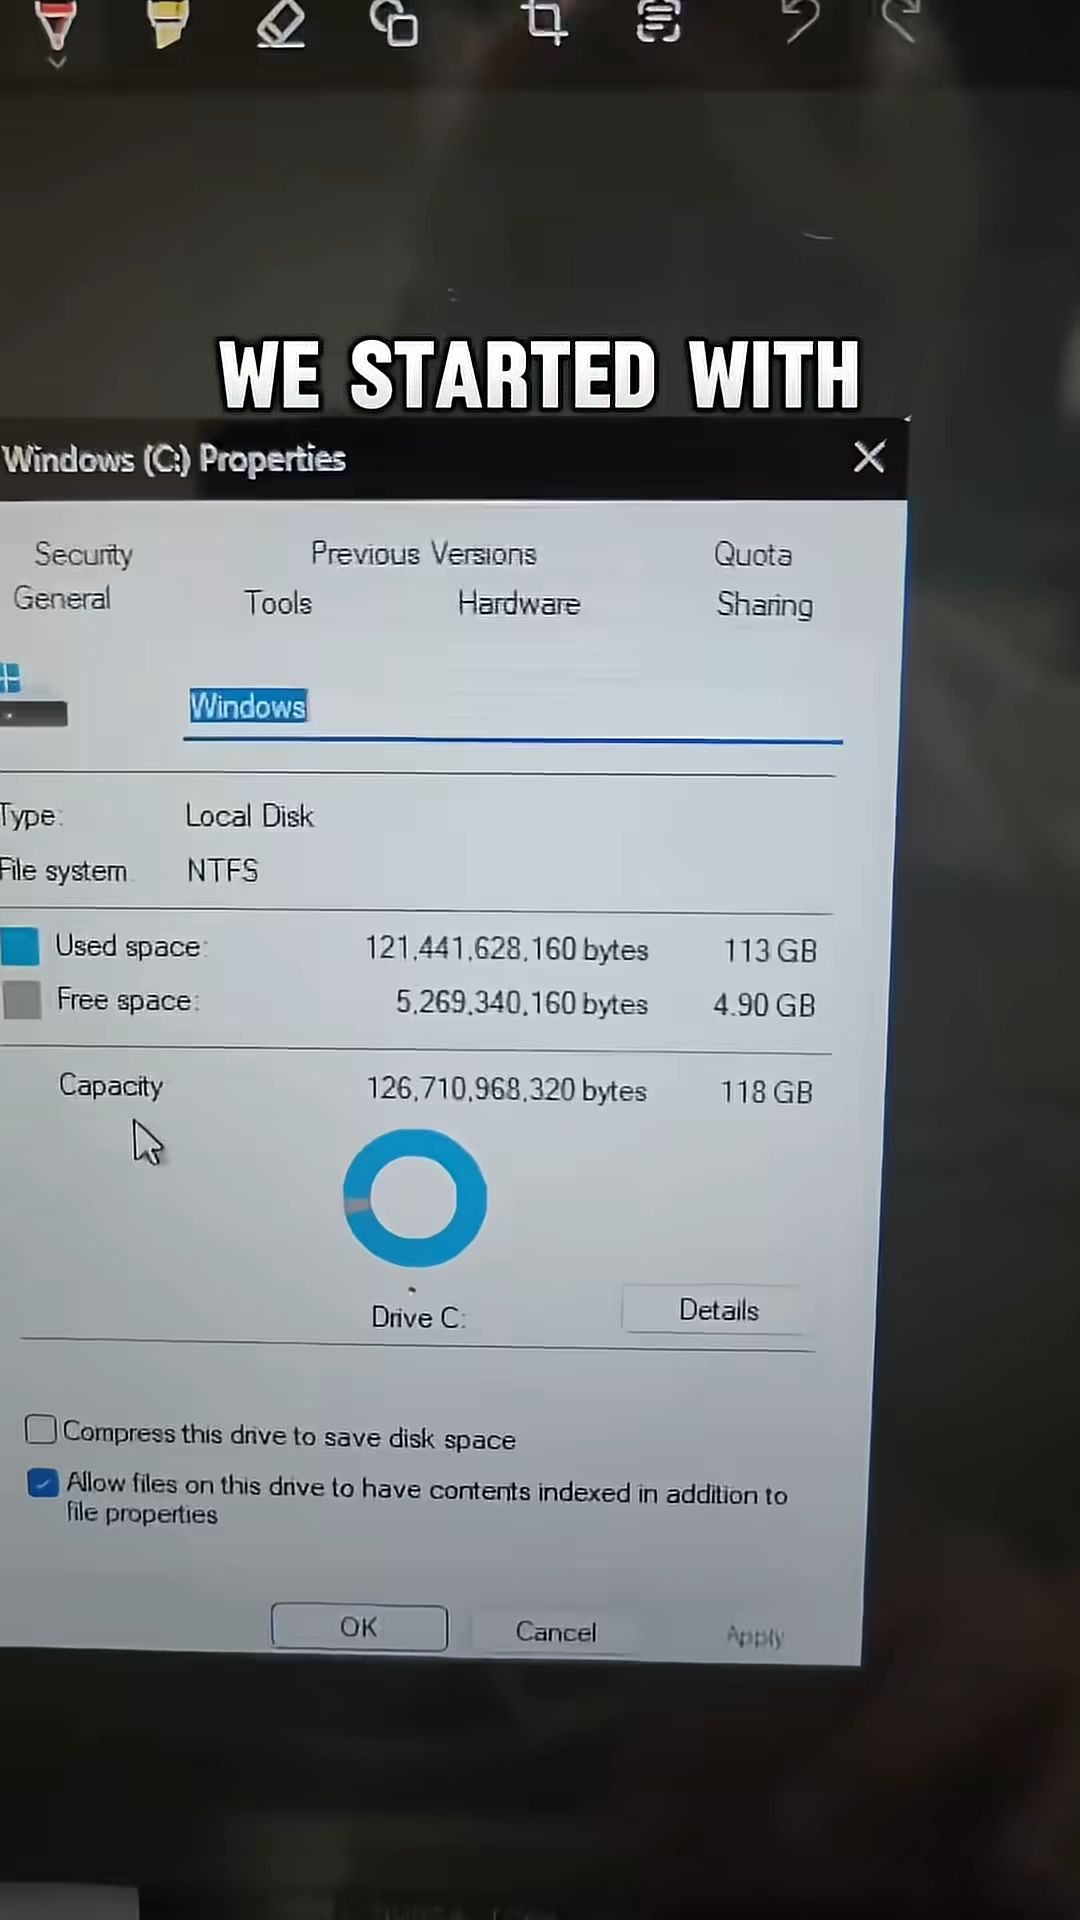 WE STARTED WITH
Windows (C:) Properties
Security Previous Versions Quota
General Tools Hardware Sharing
Windows
Type: Local Disk
File system NTFS
Used space: 121,441,628,160 bytes 113 GB
Free space: 5,269,340,160 bytes 4.90 GB
Capacity 126,710,968,320 bytes 118 GB
Drive C: Details
Compress this drive to save disk space
Allow files on this drive to have contents indexed in addition to
file properties
OK Cancel Apply